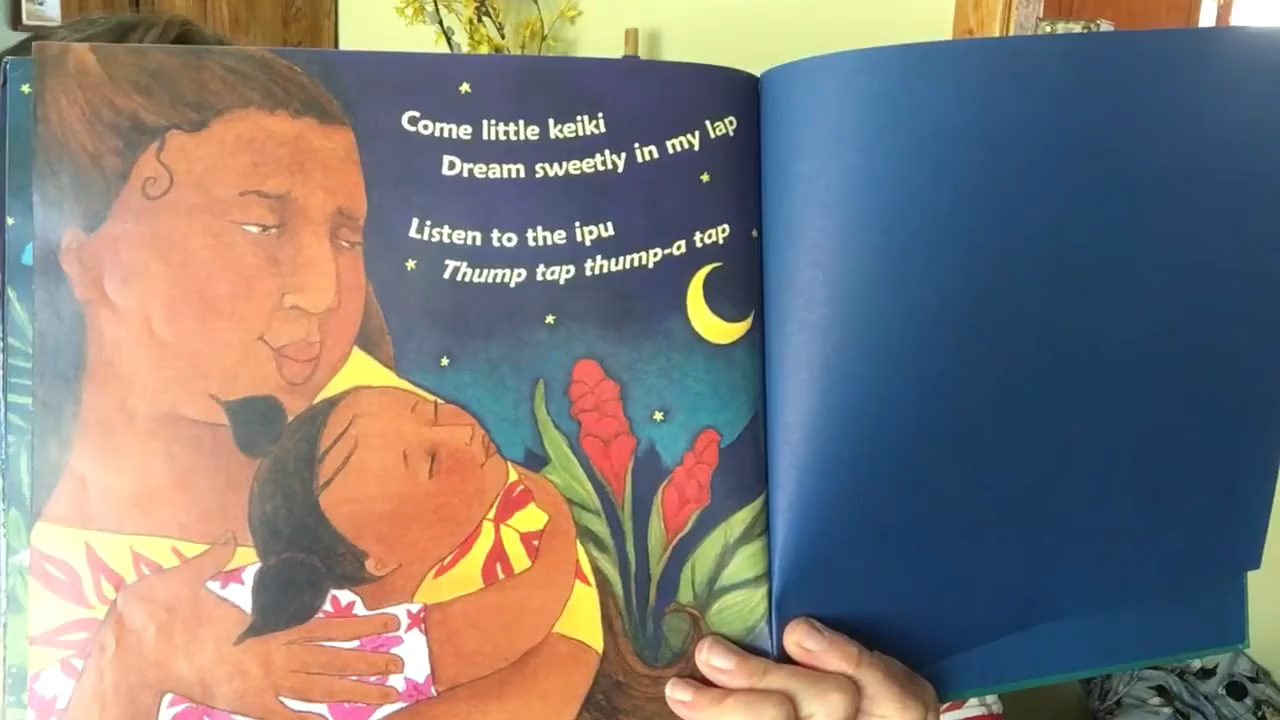 Come little keiki
Dream sweetly in my lap
Listen to the ipu
Thump tap thump-a tap